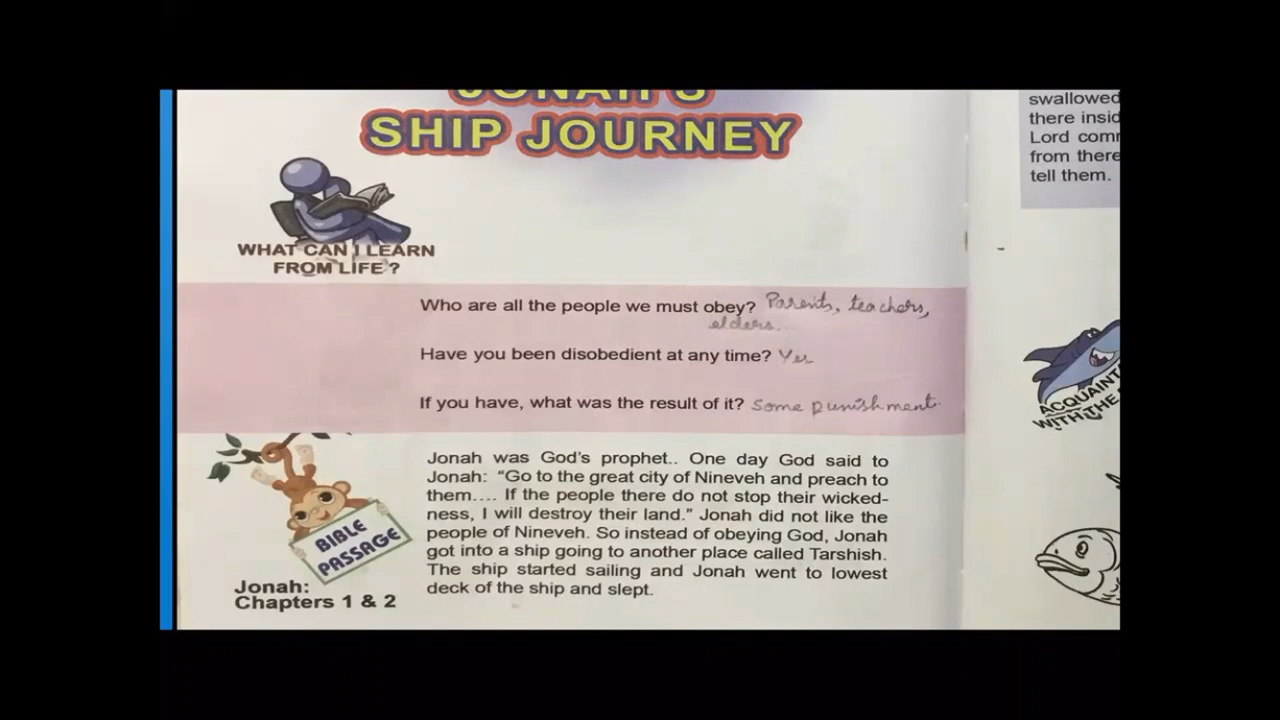 JONAH'S
SHIP JOURNEY
WHAT CAN I LEARN
FROM LIFE ?
Who are all the people we must obey? Parents, teachers,
elders...
Have you been disobedient at any time? Yes
If you have, what was the result of it? Some punishment.
BIBLE
PASSAGE
Jonah:
Chapters 1 & 2
Jonah was God's prophet.. One day God said to
Jonah: “Go to the great city of Nineveh and preach to
them.... If the people there do not stop their wicked-
ness, I will destroy their land.” Jonah did not like the
people of Nineveh. So instead of obeying God, Jonah
got into a ship going to another place called Tarshish.
The ship started sailing and Jonah went to lowest
deck of the ship and slept.
swallowed
there insid
Lord com
from there
tell them.
ACQUAINT
WITH THE